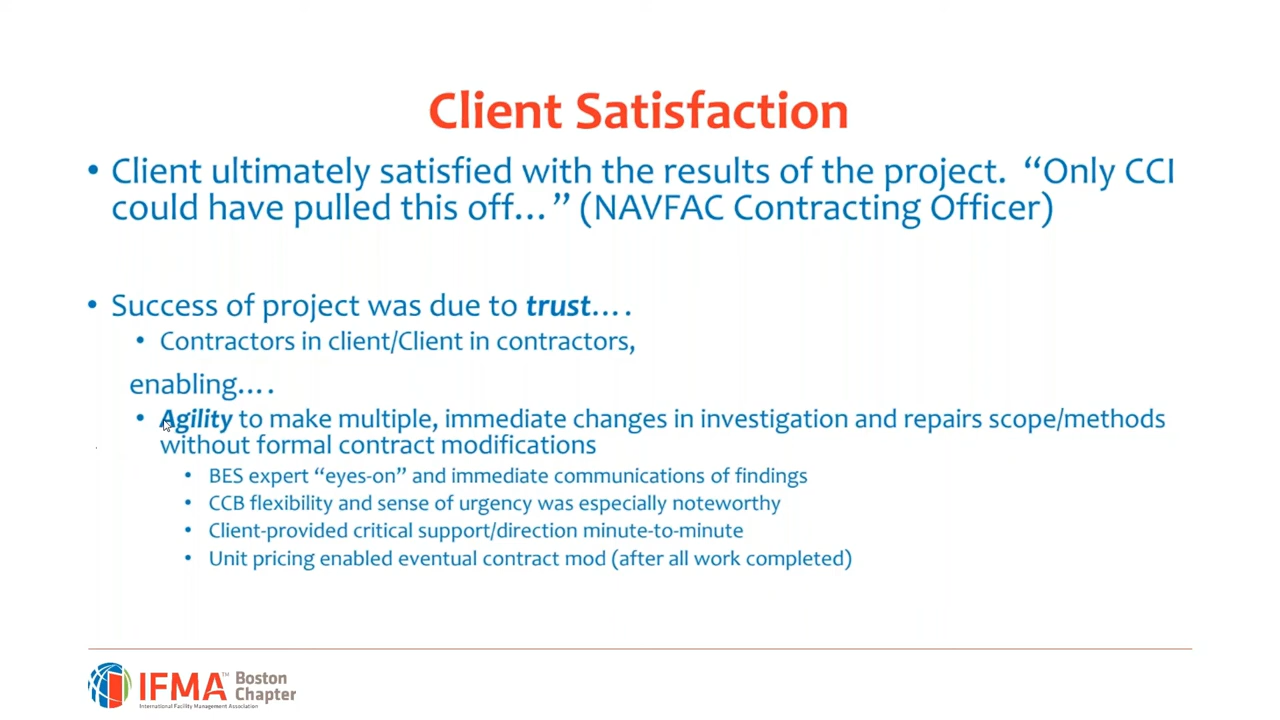 Client Satisfaction
• Client ultimately satisfied with the results of the project.  “Only CCI
could have pulled this off…” (NAVFAC Contracting Officer)
• Success of project was due to trust….
• Contractors in client/Client in contractors,
enabling….
• Agility to make multiple, immediate changes in investigation and repairs scope/methods
without formal contract modifications
• BES expert “eyes-on” and immediate communications of findings
• CCB flexibility and sense of urgency was especially noteworthy
• Client-provided critical support/direction minute-to-minute
• Unit pricing enabled eventual contract mod (after all work completed)
IFMA™ Boston
Chapter
International Facility Management Association